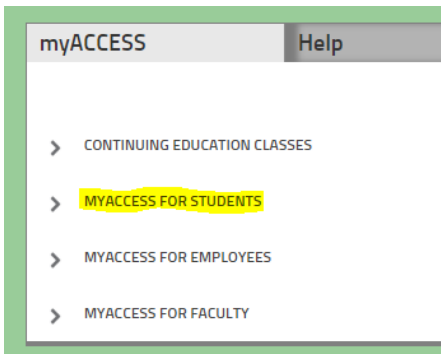 myACCESS Help
CONTINUING EDUCATION CLASSES
MYACCESS FOR STUDENTS
MYACCESS FOR EMPLOYEES
MYACCESS FOR FACULTY